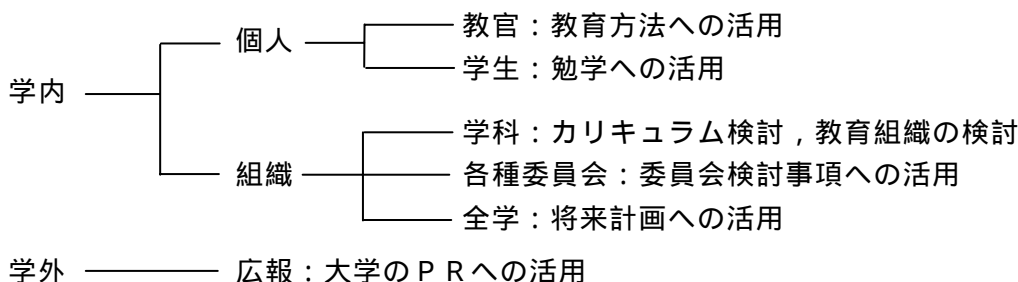 個人
教官：教育方法への活用
学生：勉学への活用
学内
組織
学科：カリキュラム検討，教育組織の検討
各種委員会：委員会検討事項への活用
全学：将来計画への活用
学外
広報：大学のＰＲへの活用